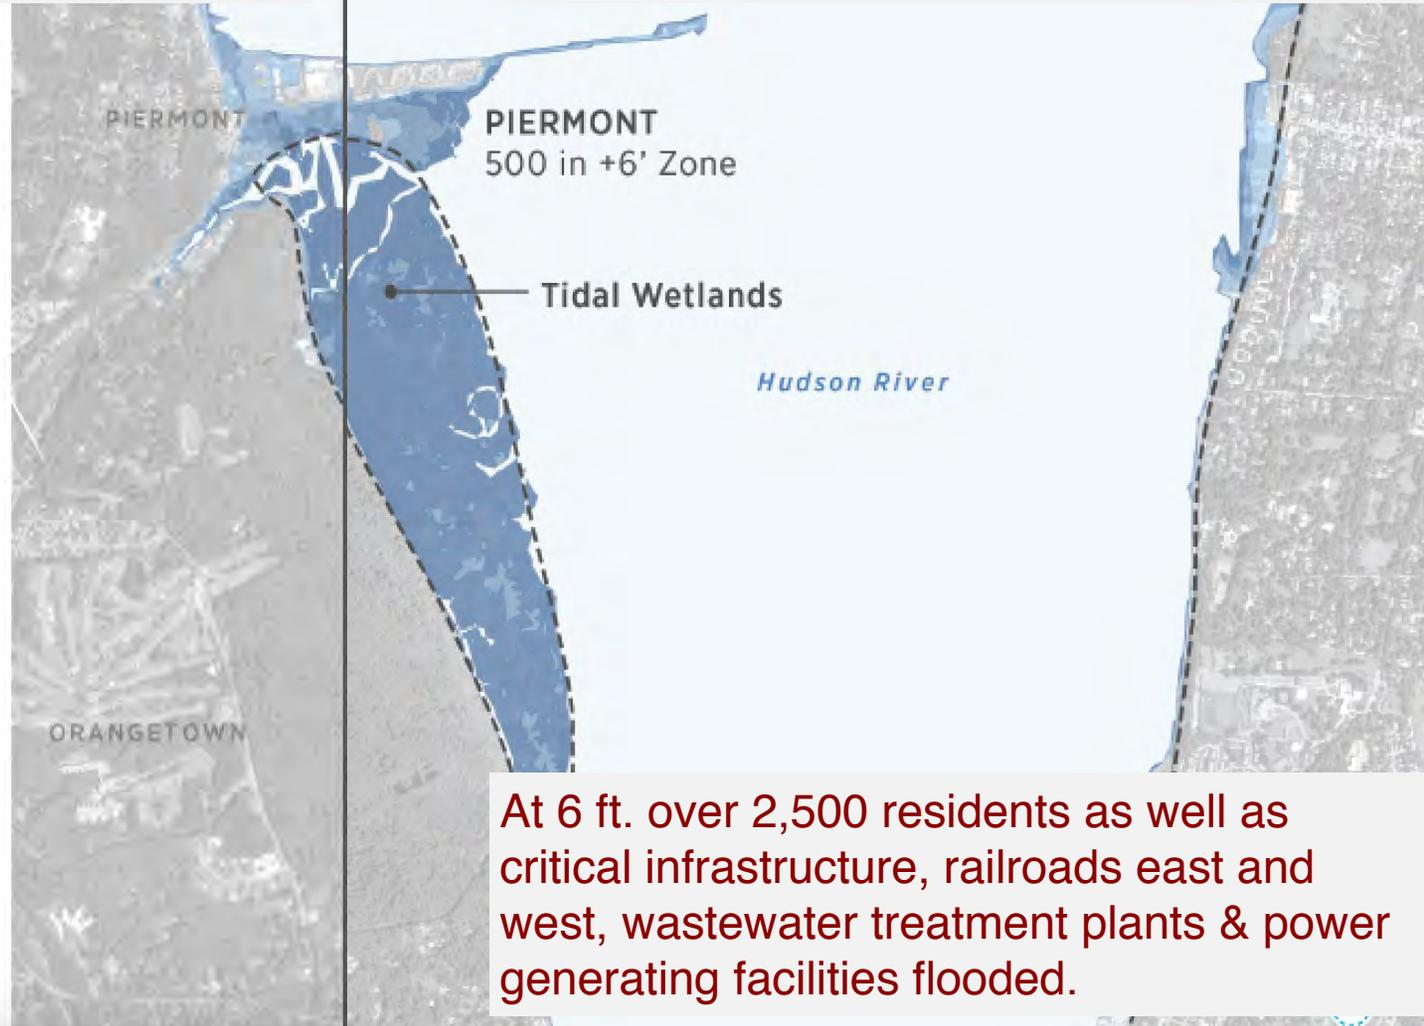 PIERMONT
PIERMONT
500 in +6' Zone
Tidal Wetlands
Hudson River
ORANGETOWN
At 6 ft. over 2,500 residents as well as
critical infrastructure, railroads east and
west, wastewater treatment plants & power
generating facilities flooded.